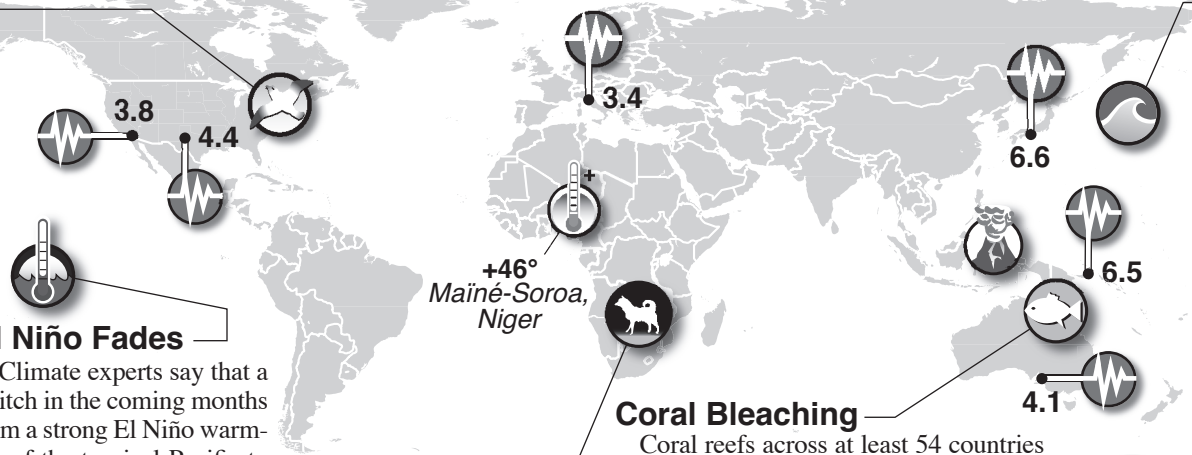 3.8
4.4
3.4
6.6
6.5
4.1
+
+46°
Maïné-Soroa,
Niger
l Niño Fades
Climate experts say that a
itch in the coming months
m a strong El Niño warm-
Coral Bleaching
Coral reefs across at least 54 countries